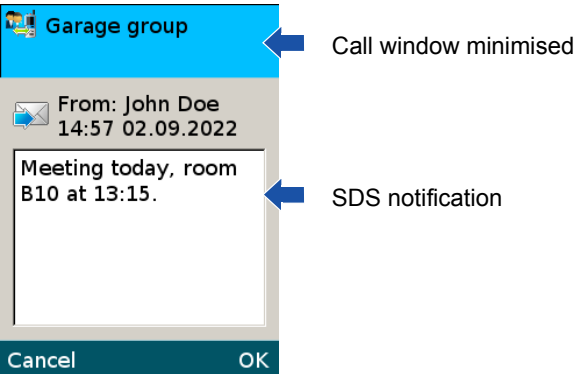 Garage group
Call window minimised
From: John Doe
14:57 02.09.2022
Meeting today, room
B10 at 13:15.
SDS notification
Cancel OK